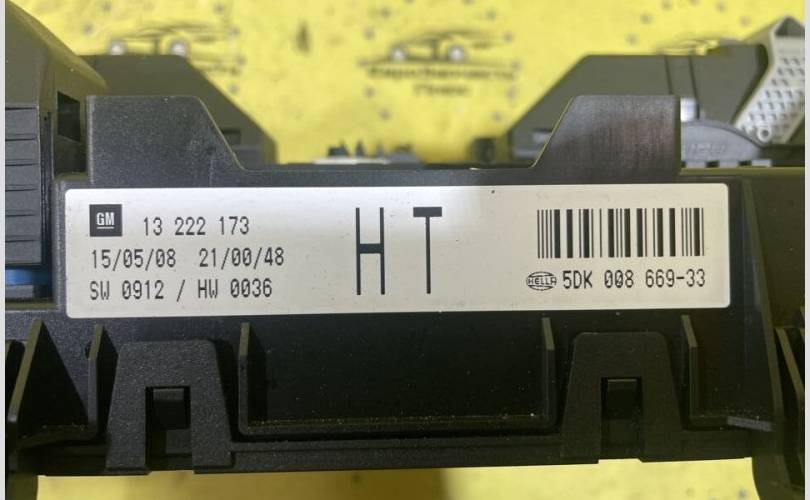 GM
13 222 173
15/05/08 21/00/48
SW 0912 / HW 0036
HT
HELLA 5DK 008 669-33